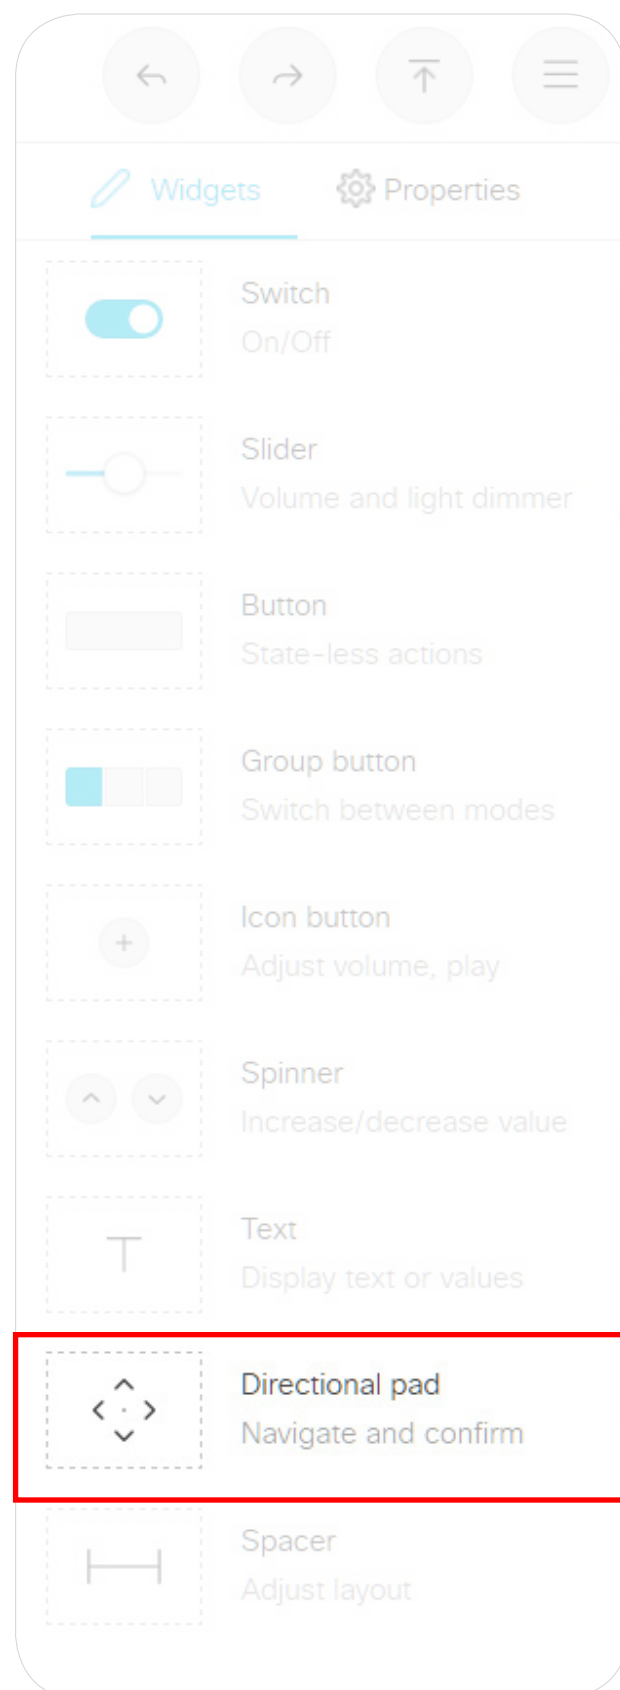 Widgets
Properties
Switch
On/Off
Slider
Volume and light dimmer
Button
State-less actions
Group button
Switch between modes
Icon button
Adjust volume, play
Spinner
Increase/decrease value
Text
Display text or values
Directional pad
Navigate and confirm
Spacer
Adjust layout